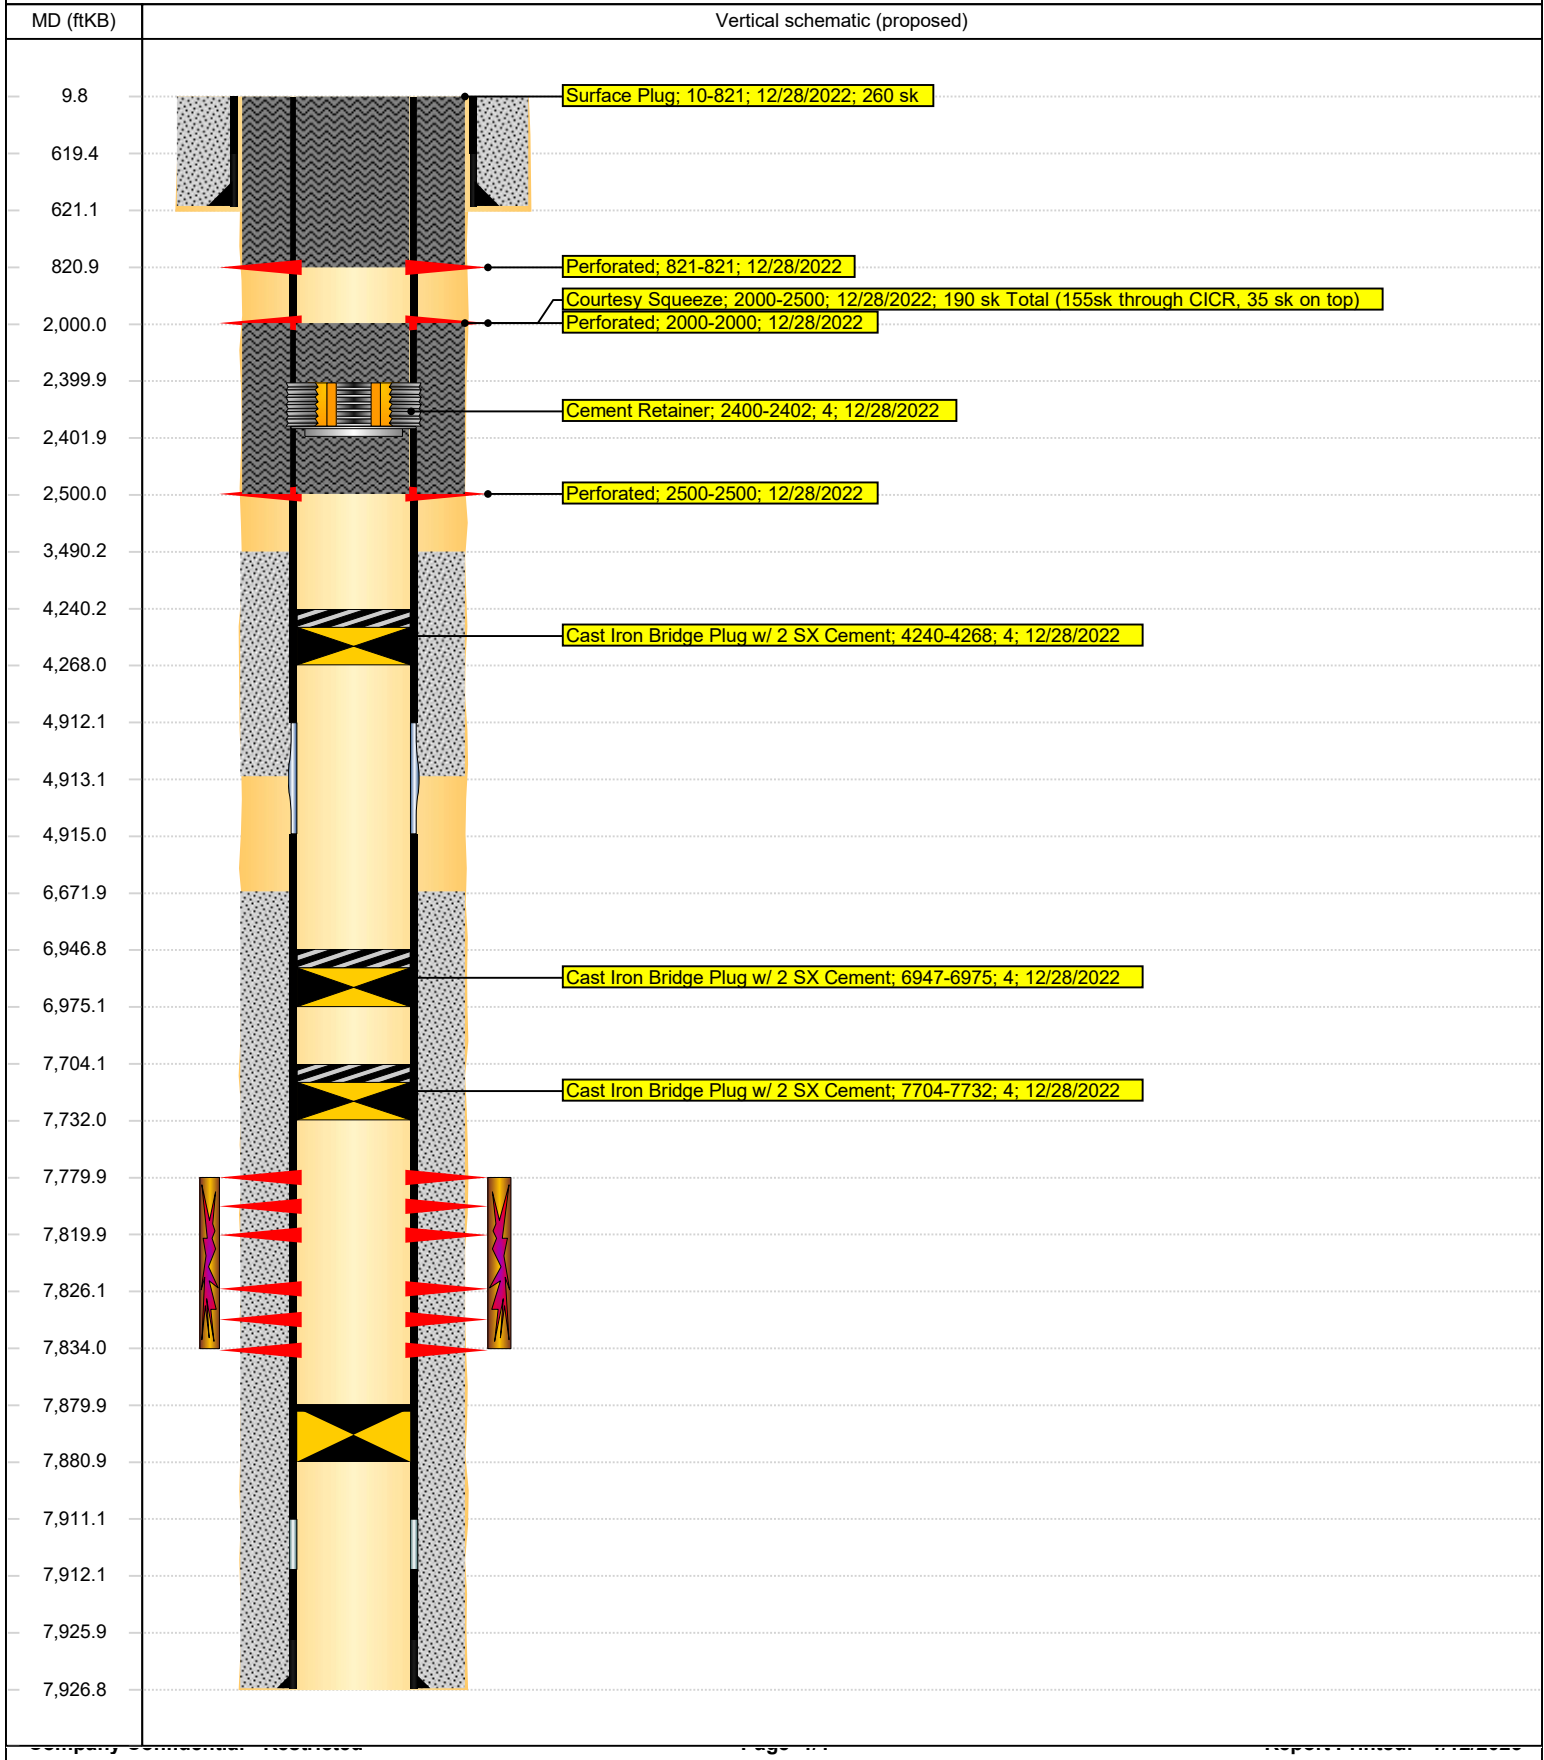 MD (ftKB)
Vertical schematic (proposed)
9.8
Surface Plug; 10-821; 12/28/2022; 260 sk
619.4
621.1
820.9
Perforated; 821-821; 12/28/2022
Courtesy Squeeze; 2000-2500; 12/28/2022; 190 sk Total (155sk through CICR, 35 sk on top)
2,000.0
Perforated; 2000-2000; 12/28/2022
2,399.9
Cement Retainer; 2400-2402; 4; 12/28/2022
2,401.9
2,500.0
Perforated; 2500-2500; 12/28/2022
3,490.2
4,240.2
Cast Iron Bridge Plug w/ 2 SX Cement; 4240-4268; 4; 12/28/2022
4,268.0
4,912.1
4,913.1
4,915.0
6,671.9
6,946.8
Cast Iron Bridge Plug w/ 2 SX Cement; 6947-6975; 4; 12/28/2022
6,975.1
7,704.1
Cast Iron Bridge Plug w/ 2 SX Cement; 7704-7732; 4; 12/28/2022
7,732.0
7,779.9
7,819.9
7,826.1
7,834.0
7,879.9
7,880.9
7,911.1
7,912.1
7,925.9
7,926.8